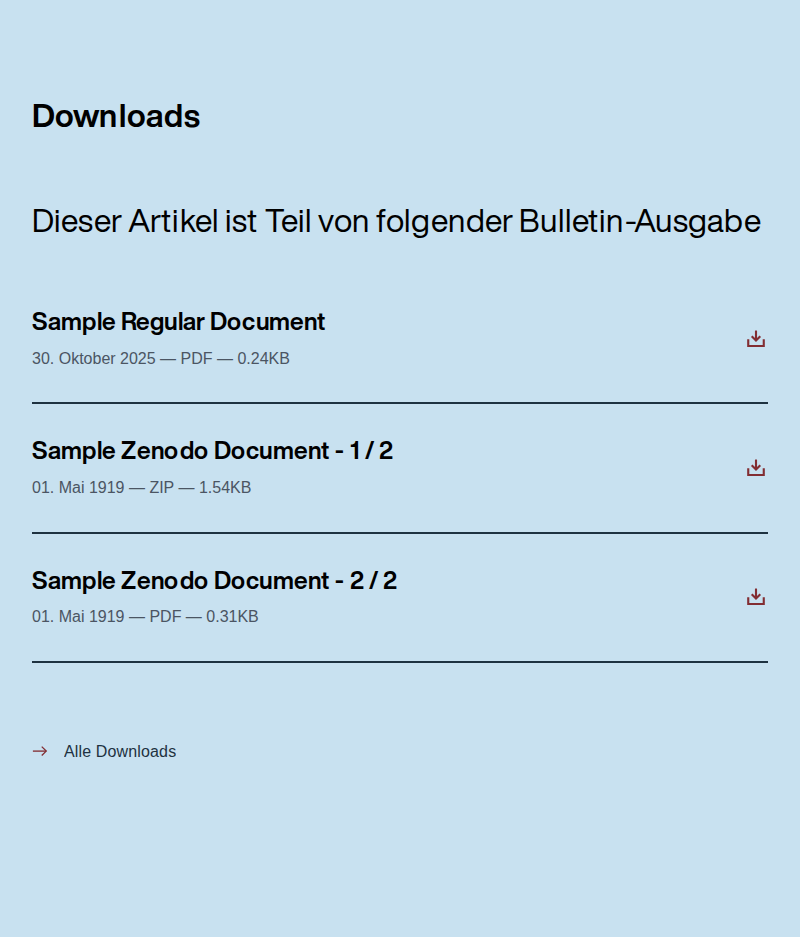 Downloads
Dieser Artikel ist Teil von folgender Bulletin-Ausgabe
Sample Regular Document
30. Oktober 2025 — PDF — 0.24KB
Sample Zenodo Document - 1 / 2
01. Mai 1919 — ZIP — 1.54KB
Sample Zenodo Document - 2 / 2
01. Mai 1919 — PDF — 0.31KB
Alle Downloads